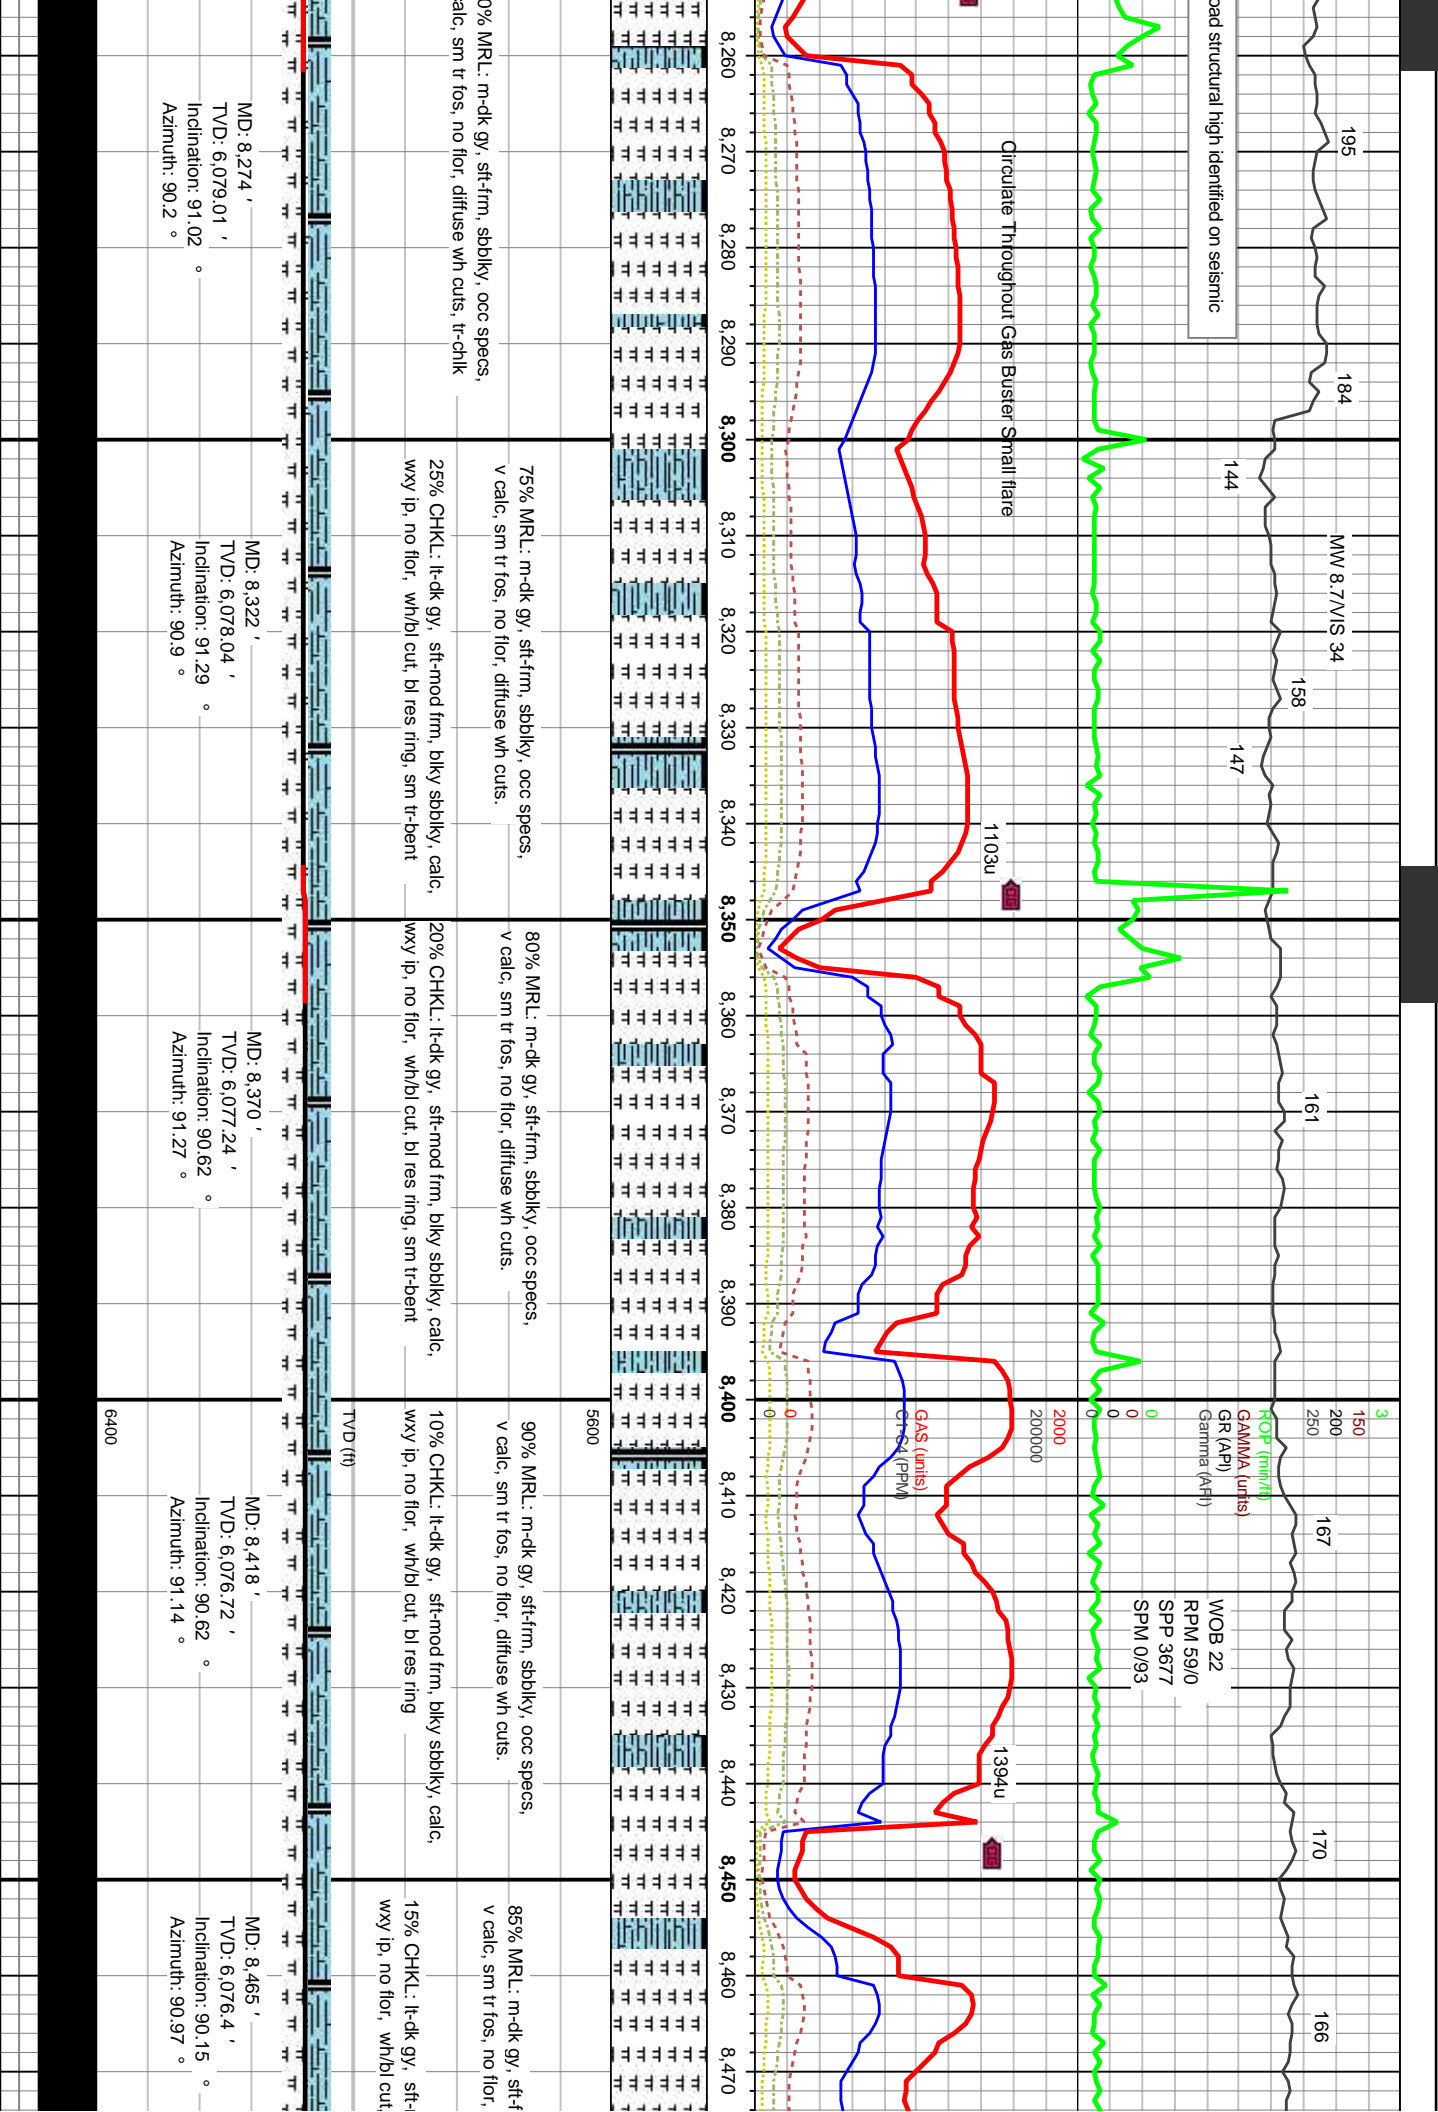 oad structural high identified on seismic
195
184
144
MW 8.7/VIS 34
158
147
161
167
170
166
WOB 22
RPM 59/0
SPP 3677
SPM 0/93
3
150
200
250
ROP (min/ft)
GAMMA (units)
GR (API)
Gamma (API)
0
0
0
0
Circulate Throughout Gas Buster Small flare
1103u
1394u
2000
200000
GAS (units)
C1-C4 (PPM)
0
0
8,260
8,270
8,280
8,290
8,300
8,310
8,320
8,330
8,340
8,350
8,360
8,370
8,380
8,390
8,400
8,410
8,420
8,430
8,440
8,450
8,460
8,470
0% MRL: m-dk gy, sft-frm, sbblky, occ specs,
alc, sm tr fos, no flor, diffuse wh cuts, tr-chlk
75% MRL: m-dk gy, sft-frm, sbblky, occ specs,
v calc, sm tr fos, no flor, diffuse wh cuts.
25% CHKL: lt-dk gy, sft-mod frm, blky sbblky, calc,
wxy ip, no flor, wh/bl cut, bl res ring, sm tr-bent
80% MRL: m-dk gy, sft-frm, sbblky, occ specs,
v calc, sm tr fos, no flor, diffuse wh cuts.
20% CHKL: lt-dk gy, sft-mod frm, blky sbblky, calc,
wxy ip, no flor, wh/bl cut, bl res ring, sm tr-bent
90% MRL: m-dk gy, sft-frm, sbblky, occ specs,
v calc, sm tr fos, no flor, diffuse wh cuts.
10% CHKL: lt-dk gy, sft-mod frm, blky sbblky, calc,
wxy ip, no flor, wh/bl cut, bl res ring
85% MRL: m-dk gy, sft-f
v calc, sm tr fos, no flor,
15% CHKL: lt-dk gy, sft-
wxy ip, no flor, wh/bl cut,
5600
TVD (ft)
6400
MD: 8,274 '
TVD: 6,079.01 '
Inclination: 91.02 °
Azimuth: 90.2 °
MD: 8,322 '
TVD: 6,078.04 '
Inclination: 91.29 °
Azimuth: 90.9 °
MD: 8,370 '
TVD: 6,077.24 '
Inclination: 90.62 °
Azimuth: 91.27 °
MD: 8,418 '
TVD: 6,076.72 '
Inclination: 90.62 °
Azimuth: 91.14 °
MD: 8,465 '
TVD: 6,076.4 '
Inclination: 90.15 °
Azimuth: 90.97 °